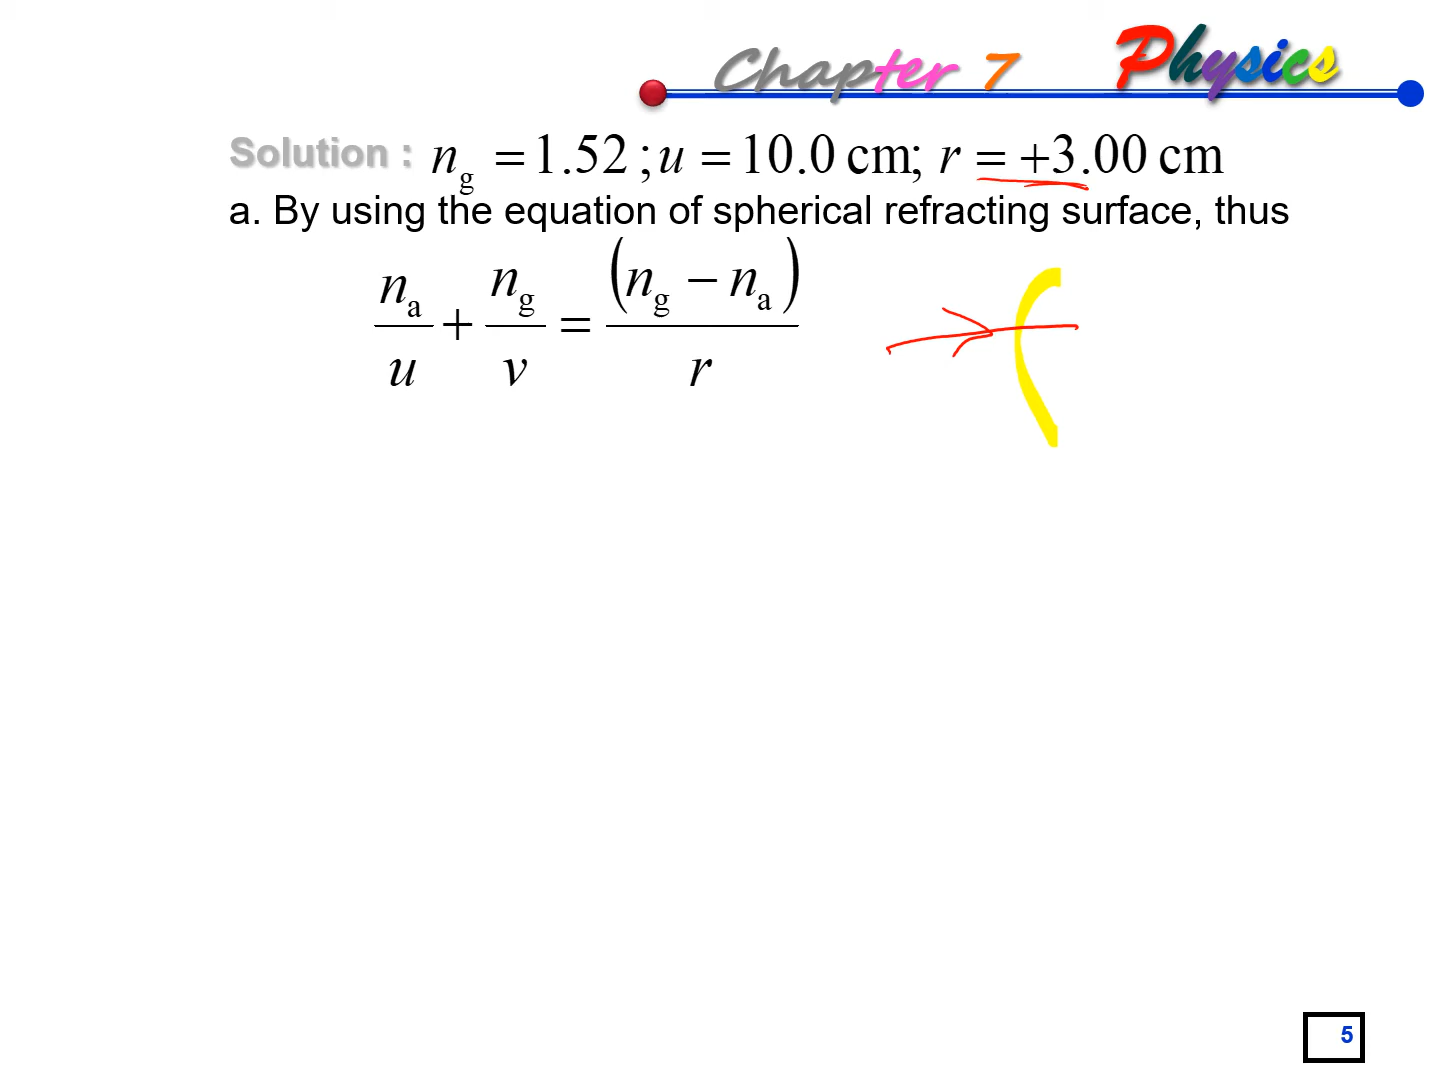 Chapter 7 Physics
Solution : n_g = 1.52 ; u = 10.0 cm; r = +3.00 cm
a. By using the equation of spherical refracting surface, thus
n_a/u + n_g/v = (n_g − n_a)/r
5